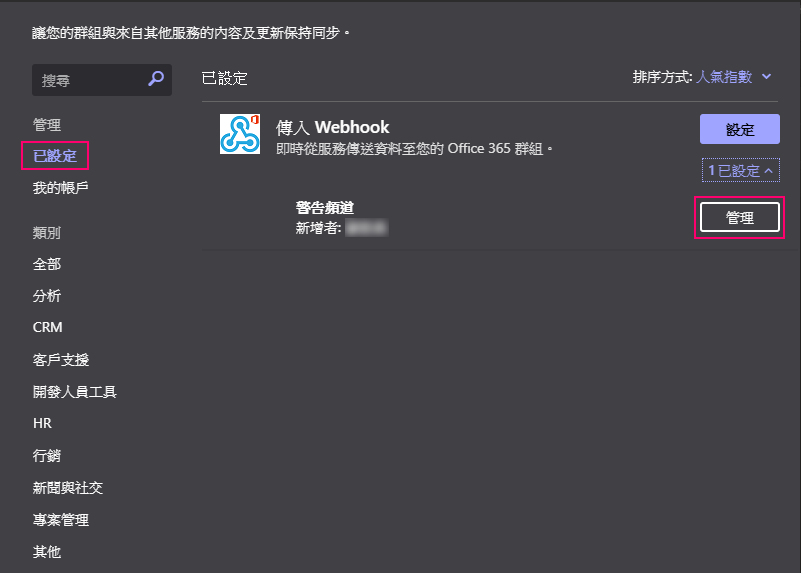 讓您的群組與來自其他服務的內容及更新保持同步。
搜尋
管理
已設定
我的帳戶
類別
全部
分析
CRM
客戶支援
開發人員工具
HR
行銷
新聞與社交
專案管理
其他
已設定
排序方式: 人氣指數
傳入 Webhook
即時從服務傳送資料至您的 Office 365 群組。
設定
1 已設定
警告頻道
新增者:
管理